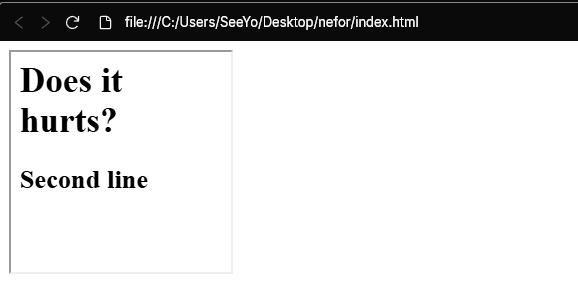 file:///C:/Users/SeeYo/Desktop/nefor/index.html
Does it
hurts?
Second line